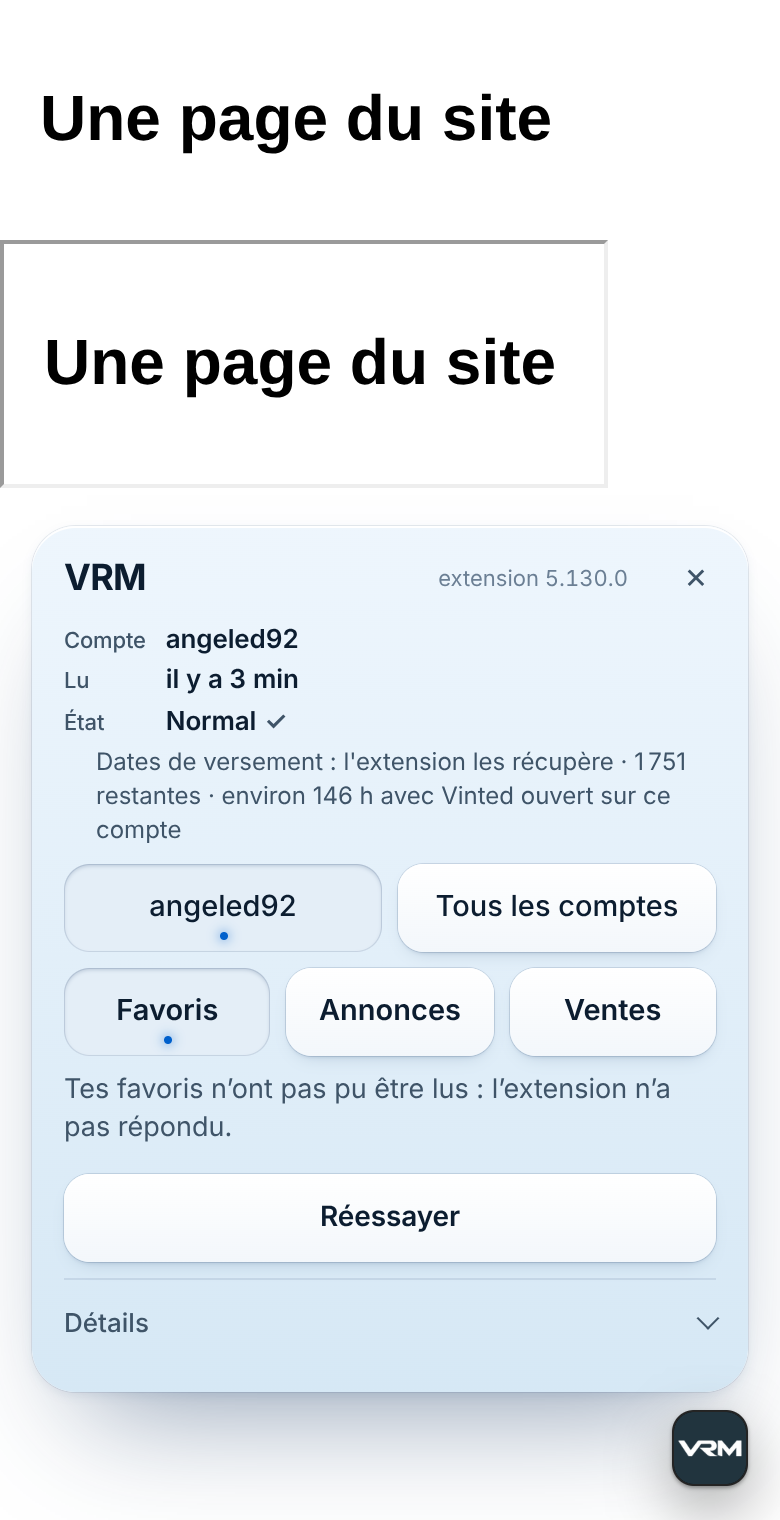 Une page du site
Une page du site
VRM
extension 5.130.0
✕
Compte angeled92
Lu il y a 3 min
État Normal ✓
Dates de versement : l'extension les récupère · 1 751
restantes · environ 146 h avec Vinted ouvert sur ce
compte
angeled92
Tous les comptes
Favoris
Annonces
Ventes
Tes favoris n’ont pas pu être lus : l’extension n’a
pas répondu.
Réessayer
Détails
VRM